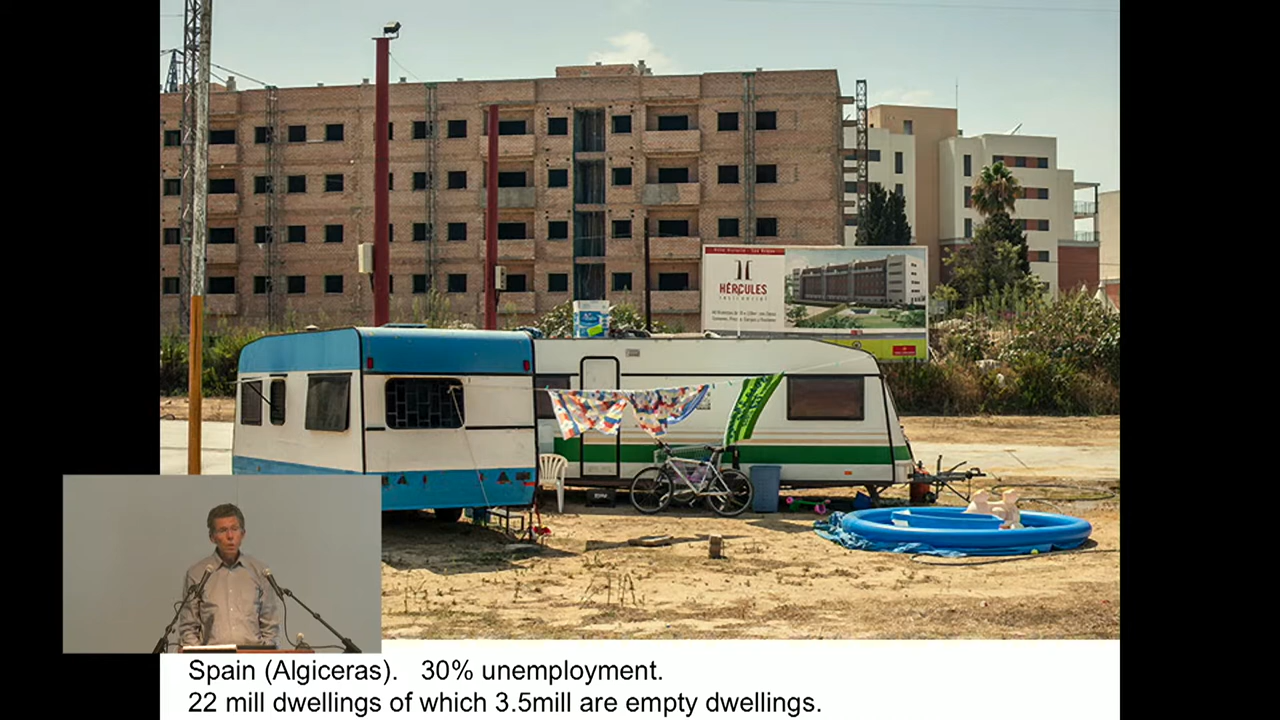 HÉRCULES
Spain (Algiceras). 30% unemployment.
22 mill dwellings of which 3.5mill are empty dwellings.